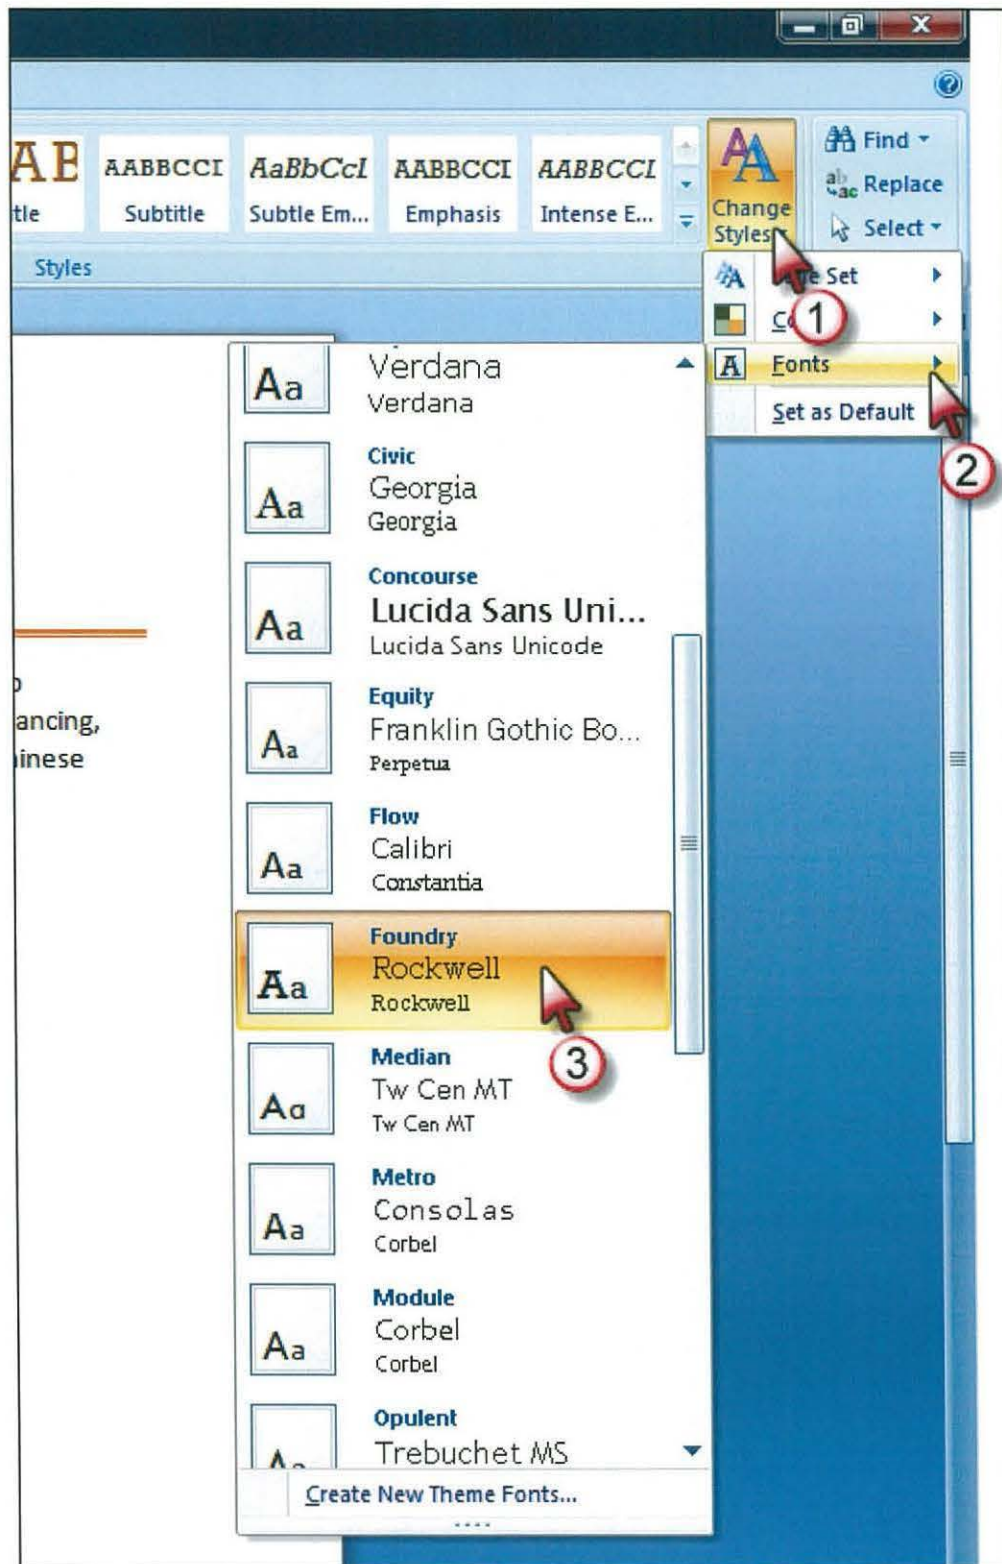 AB
AABBCCI
AaBbCcI
AABBCCI
AABBCCI
tle
Subtitle
Subtle Em...
Emphasis
Intense E...
Styles
Change
Styles
Find
Replace
Select
Set
1
Fonts
Set as Default
2
ancing,
inese
Verdana
Verdana
Civic
Georgia
Georgia
Concourse
Lucida Sans Uni...
Lucida Sans Unicode
Equity
Franklin Gothic Bo...
Perpetua
Flow
Calibri
Constantia
Foundry
Rockwell
Rockwell
3
Median
Tw Cen MT
Tw Cen MT
Metro
Consolas
Corbel
Module
Corbel
Corbel
Opulent
Trebuchet MS
Create New Theme Fonts...
Aa
Aa
Aa
Aa
Aa
Aa
Aa
Aa
Aa